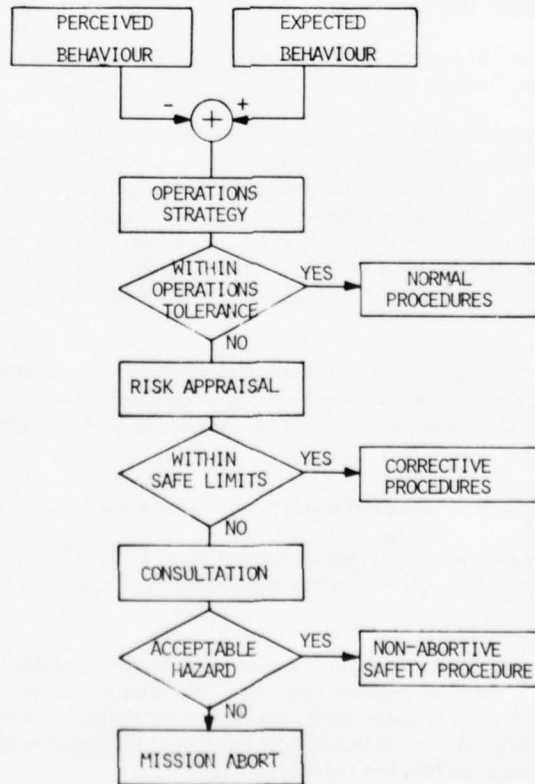 PERCEIVED
BEHAVIOUR
EXPECTED
BEHAVIOUR
- +
+
OPERATIONS
STRATEGY
WITHIN
OPERATIONS
TOLERANCE
YES
NORMAL
PROCEDURES
NO
RISK APPRAISAL
WITHIN
SAFE LIMITS
YES
CORRECTIVE
PROCEDURES
NO
CONSULTATION
ACCEPTABLE
HAZARD
YES
NON-ABORTIVE
SAFETY PROCEDURE
NO
MISSION ABORT